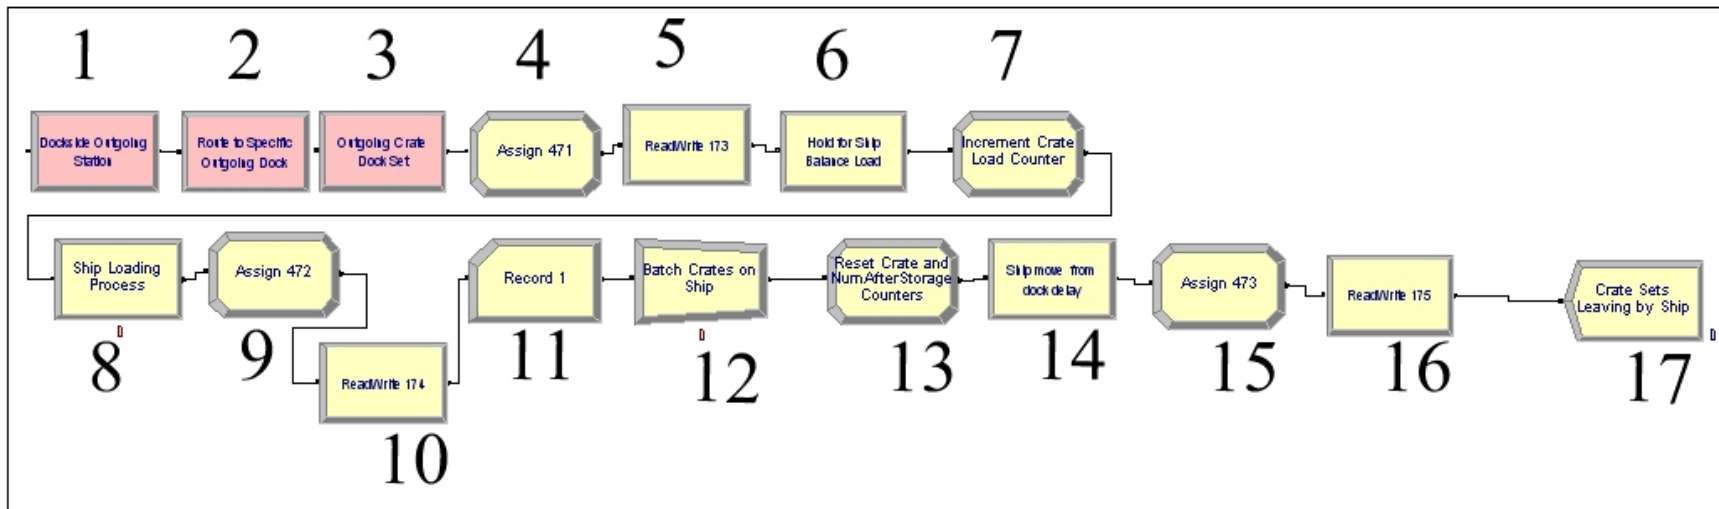 1 2 3 4 5 6 7
Dockside Outgoing
Station
Route to Specific
Outgoing Dock
Outgoing Crate
Dock Set
Assign 471
ReadWrite 173
Hold for Ship
Balance Load
Increment Crate
Load Counter
Ship Loading
Process
Assign 472
ReadWrite 174
Record 1
Batch Crates on
Ship
Reset Crate and
NumAfterStorage
Counters
Ship move from
dock delay
Assign 473
ReadWrite 175
Crate Sets
Leaving by Ship
8 9 10 11 12 13 14 15 16 17